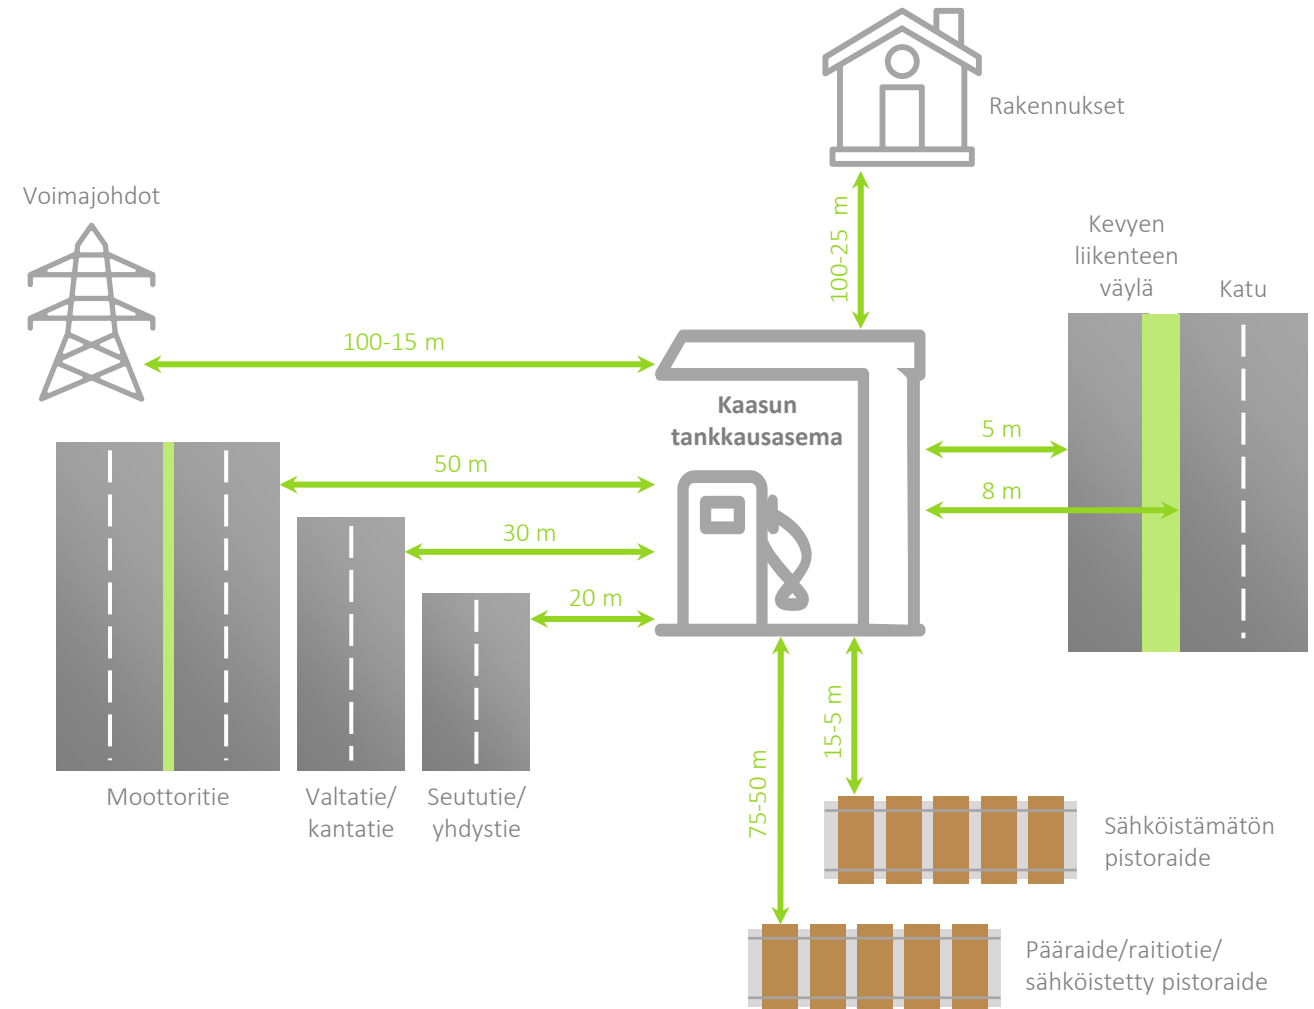 Rakennukset
Voimajohdot
100-25 m
Kevyen
liikenteen
väylä
Katu
100-15 m
Kaasun
tankkausasema
5 m
50 m
8 m
30 m
20 m
15-5 m
75-50 m
Moottoritie
Valtatie/
kantatie
Seututie/
yhdystie
Sähköistämätön
pistoraide
Pääraide/raitiotie/
sähköistetty pistoraide